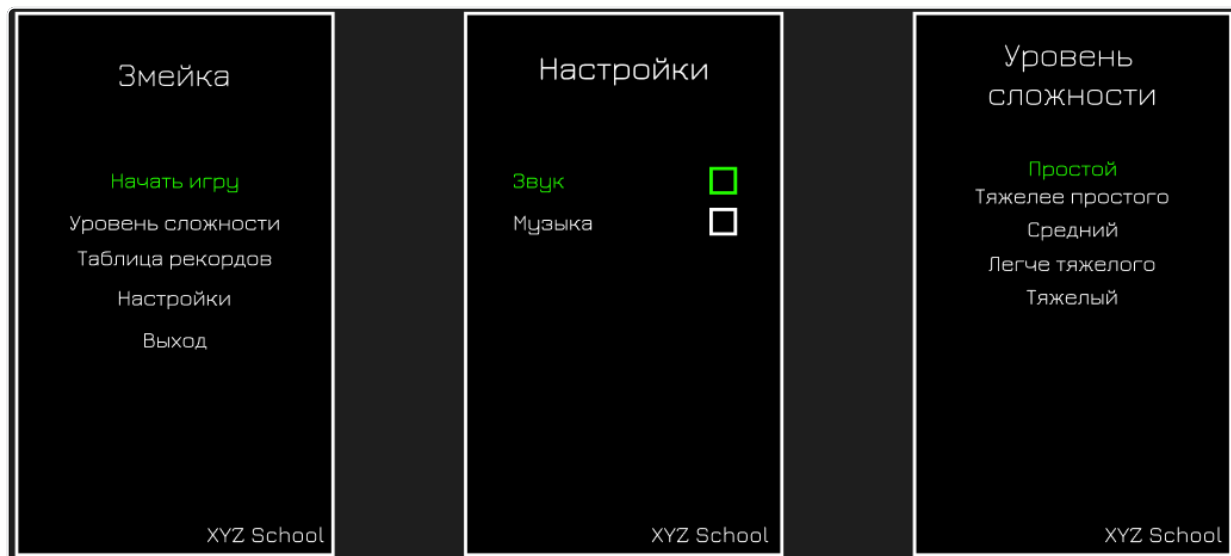 Змейка
Начать игру
Уровень сложности
Таблица рекордов
Настройки
Выход
XYZ School
Настройки
Звук
Музыка
XYZ School
Уровень
сложности
Простой
Тяжелее простого
Средний
Легче тяжелого
Тяжелый
XYZ School